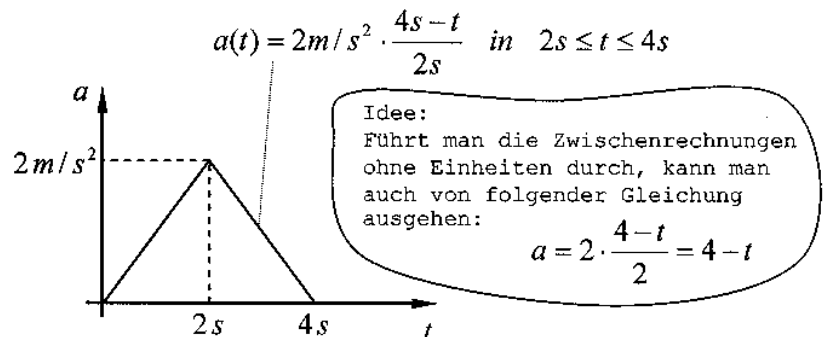 a(t) = 2m/s² · (4s − t)/(2s) in 2s ≤ t ≤ 4s
a
2m/s²
2s
4s
t
Idee:
Führt man die Zwischenrechnungen
ohne Einheiten durch, kann man
auch von folgender Gleichung
ausgehen:
a = 2 · (4 − t)/2 = 4 − t